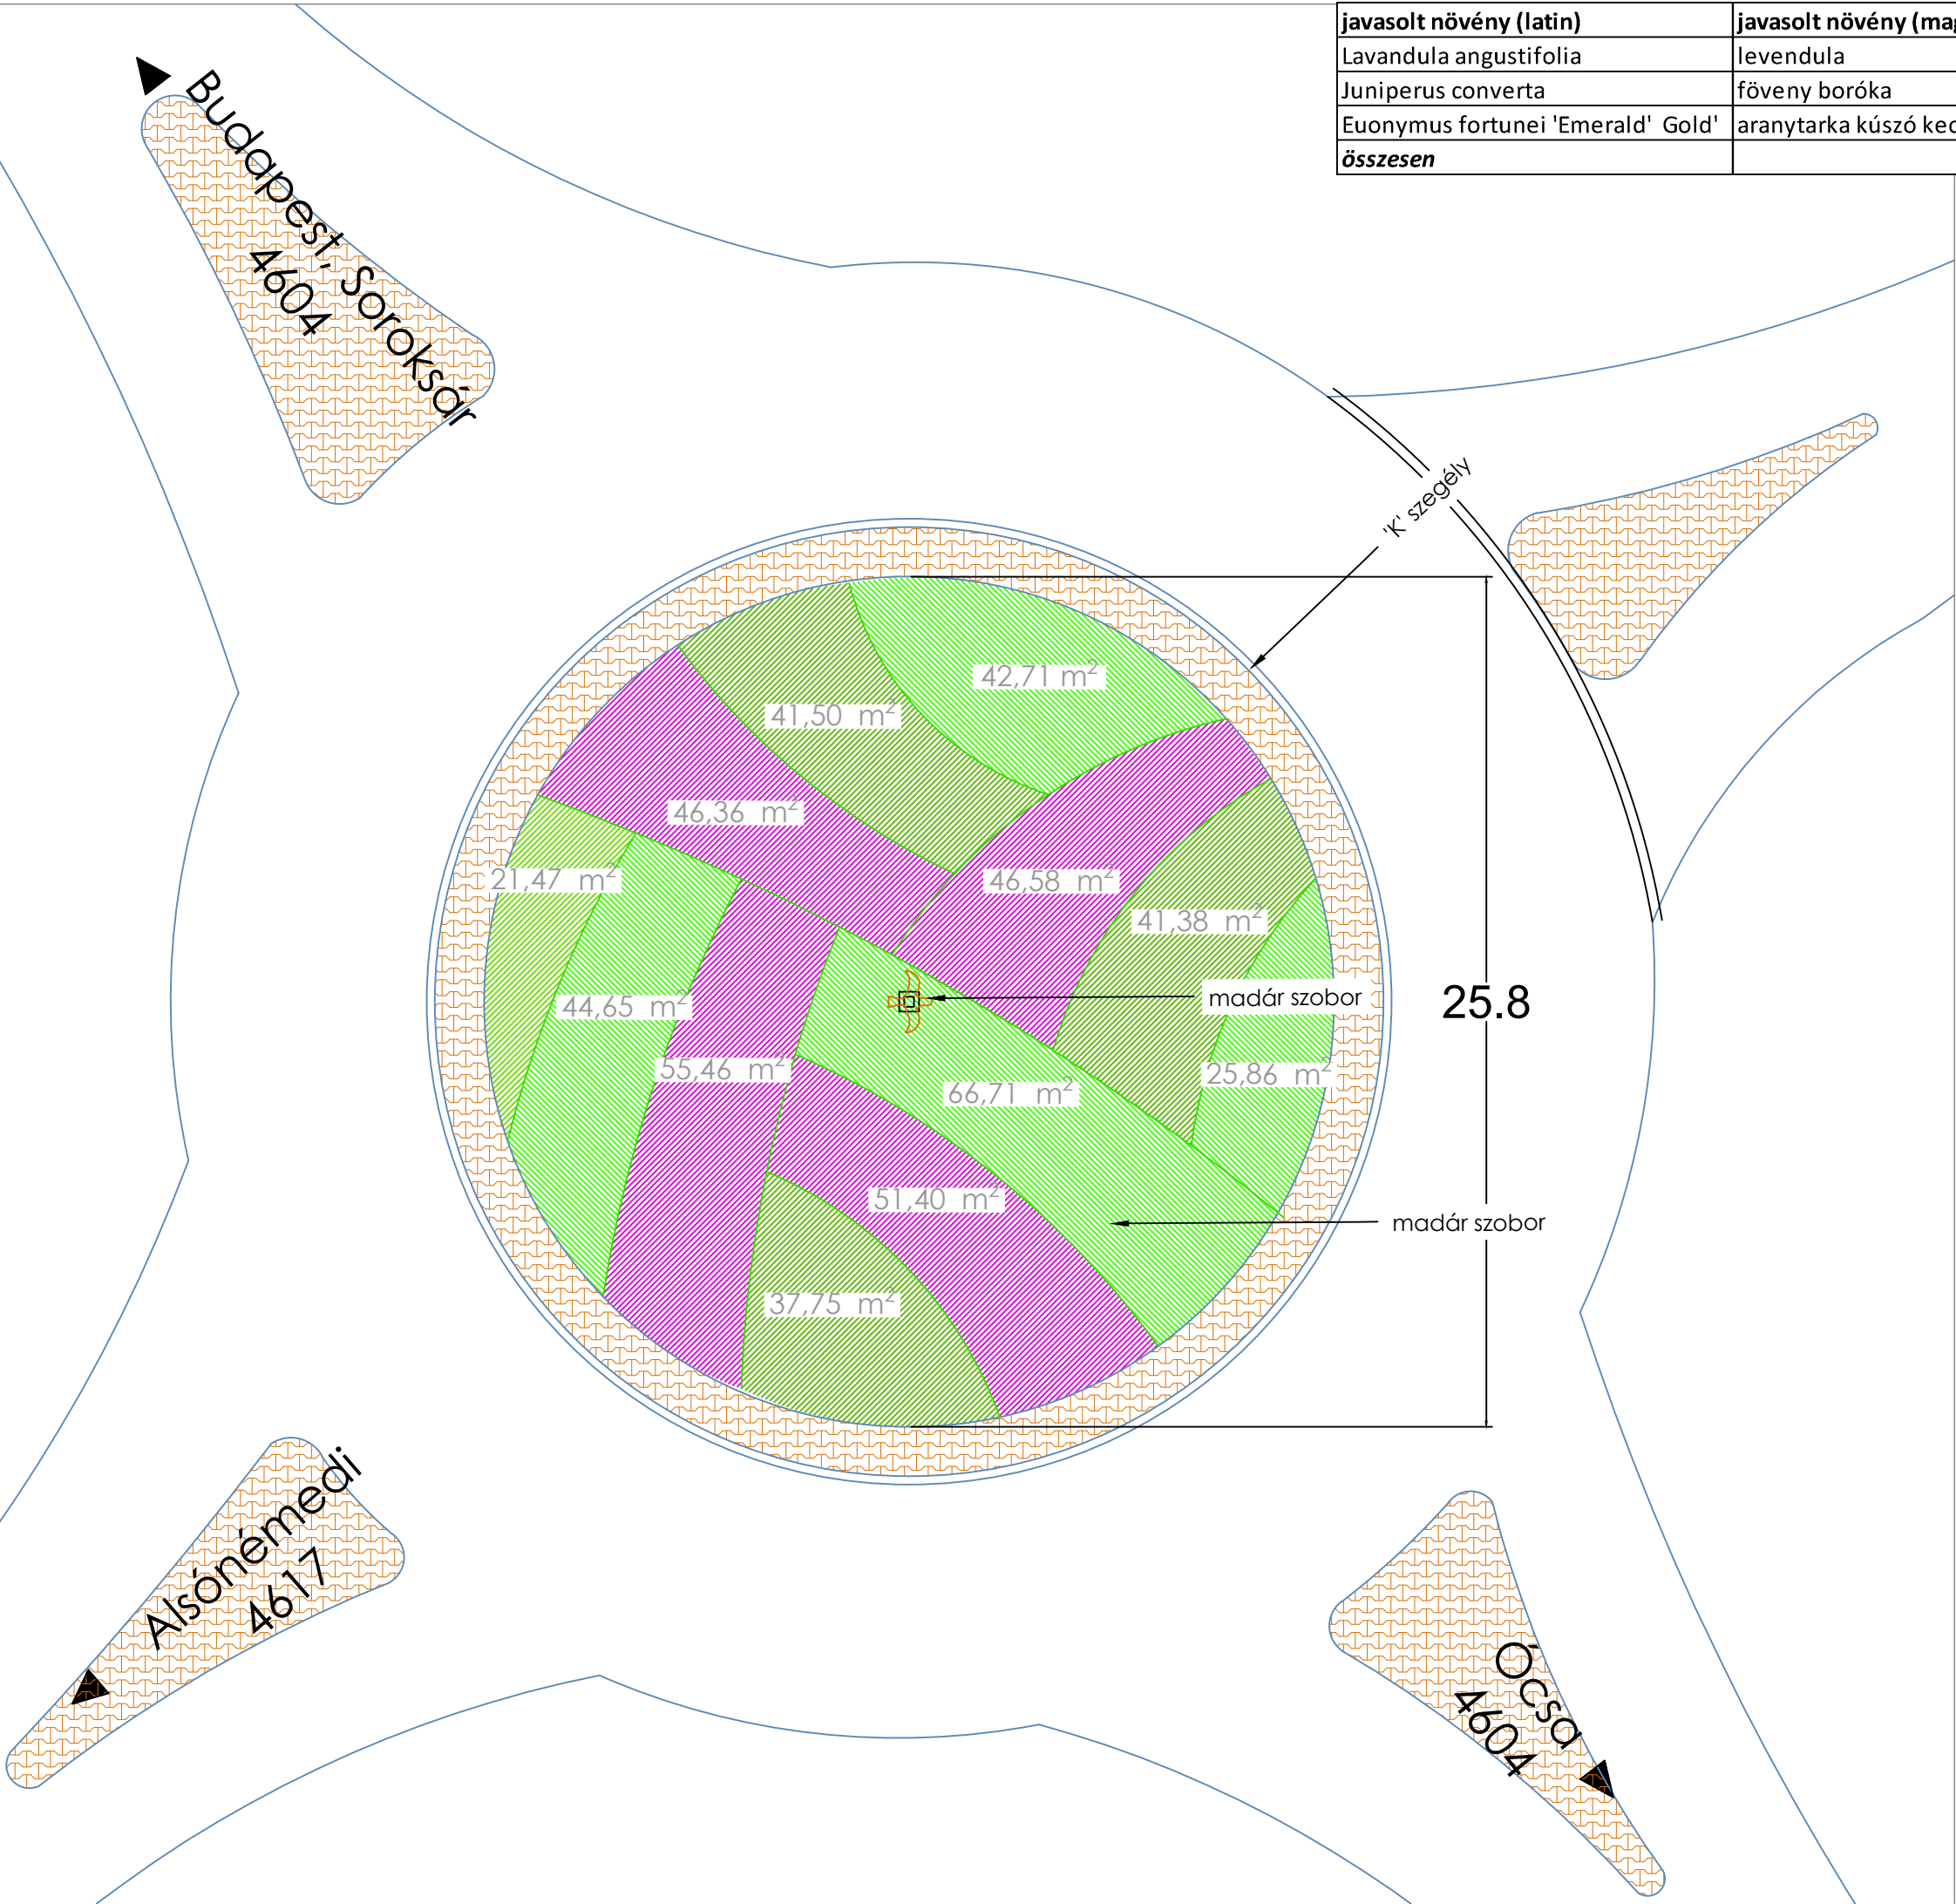 javasolt növény (latin)
Lavandula angustifolia
levendula
Juniperus converta
föveny boróka
Euonymus fortunei 'Emerald' Gold'
aranytarka kúszó
összesen
Budapest - Soroksár
4604
'K' szegély
42,71 m²
41,50 m²
46,36 m²
21,47 m²
46,58 m²
41,38 m²
madár szobor
25.8
44,65 m²
55,46 m²
25,86 m²
66,71 m²
51,40 m²
madár szobor
37,75 m²
Alsónémedi
4617
Ócsa
4604